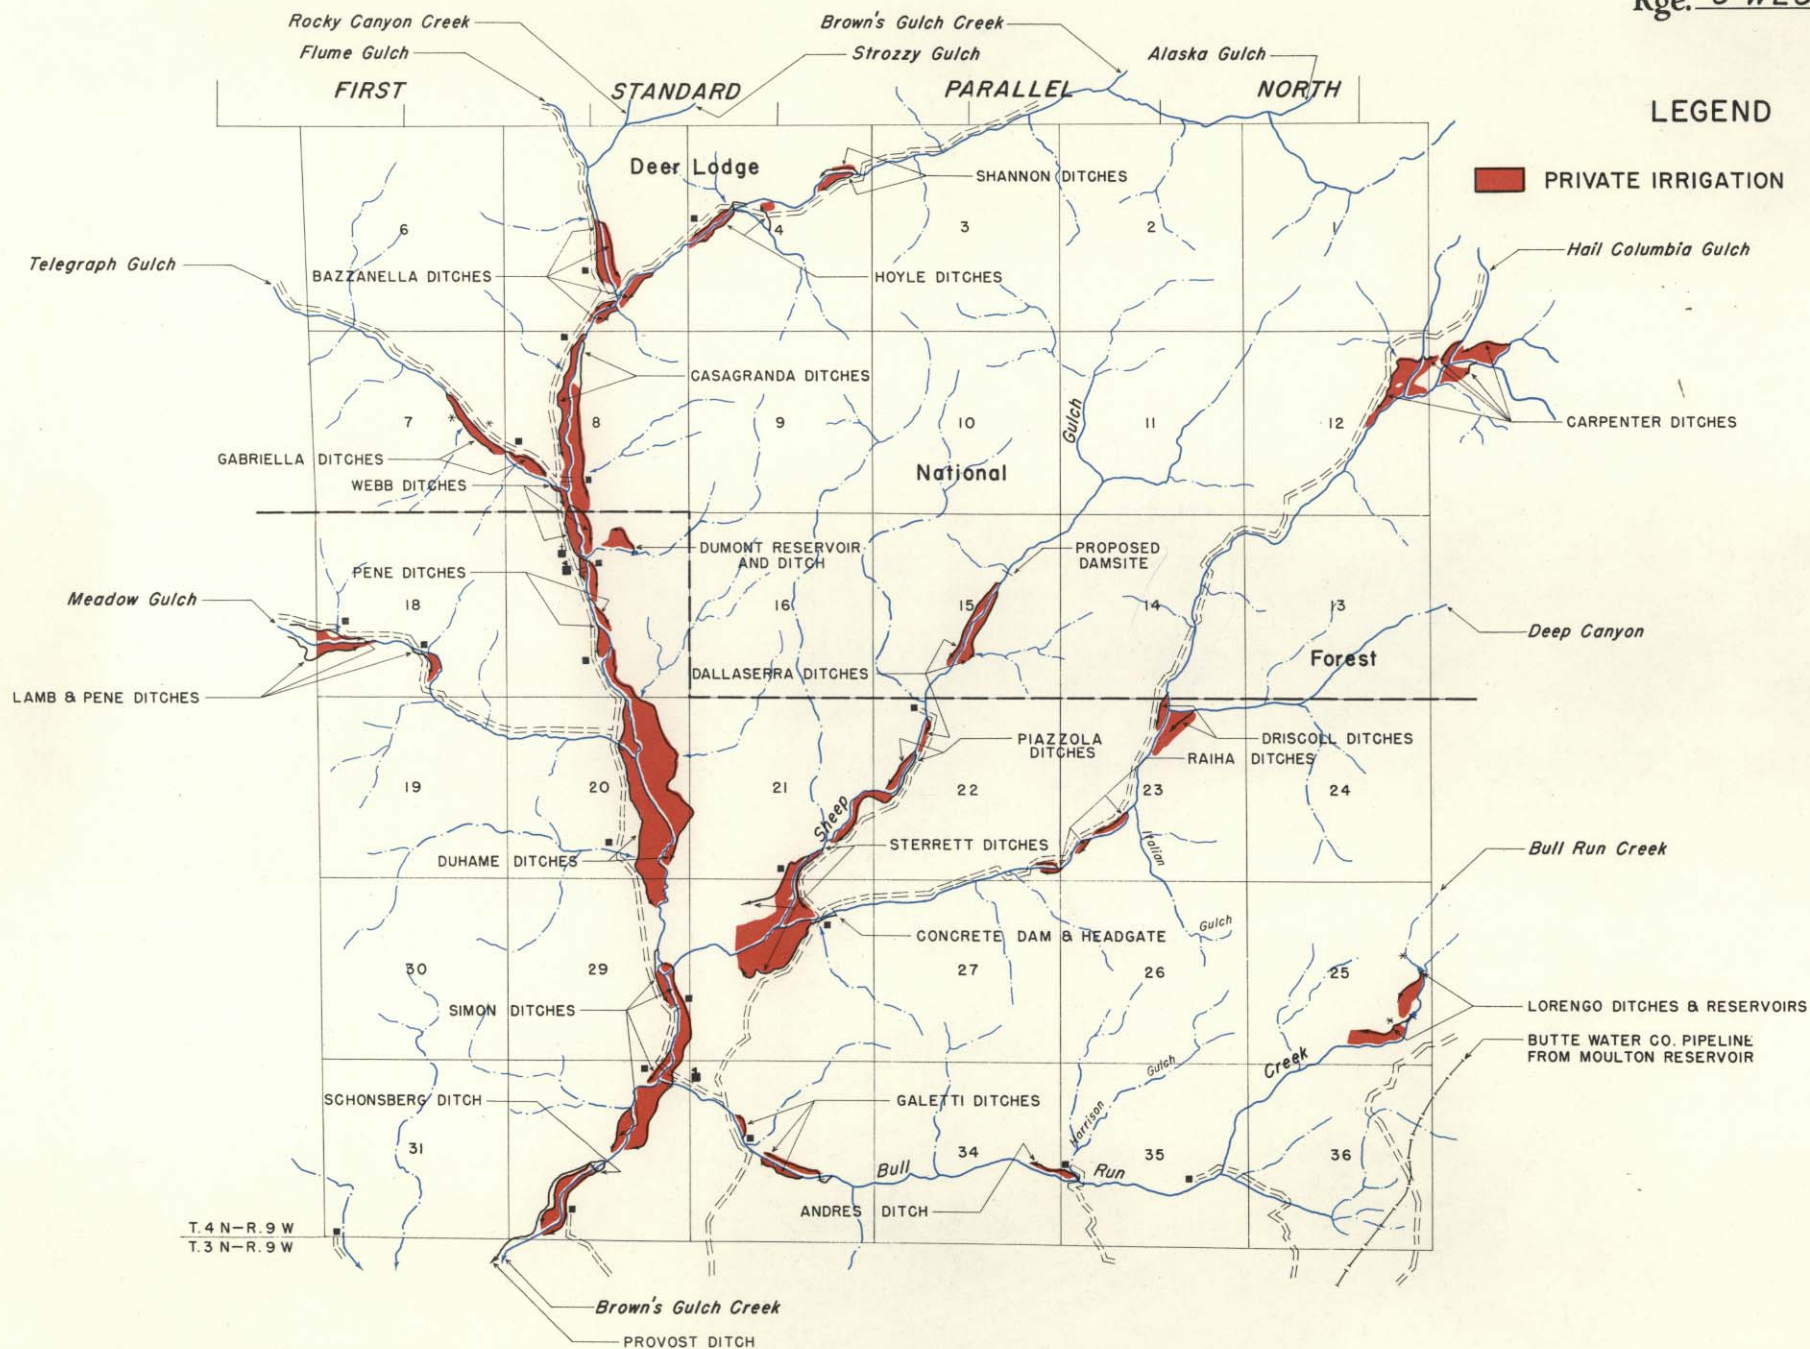 Rge.
Rocky Canyon Creek
Brown's Gulch Creek
Flume Gulch
Strozzy Gulch
Alaska Gulch
FIRST STANDARD PARALLEL NORTH
LEGEND
PRIVATE IRRIGATION
Deer Lodge
SHANNON DITCHES
6
4
3
2
1
Hail Columbia Gulch
Telegraph Gulch
BAZZANELLA DITCHES
HOYLE DITCHES
CASAGRANDA DITCHES
7
8
9
10
Gulch
11
12
CARPENTER DITCHES
GABRIELLA DITCHES
WEBB DITCHES
National
DUMONT RESERVOIR
AND DITCH
PROPOSED
DAMSITE
PENE DITCHES
Meadow Gulch
18
16
15
14
13
Deep Canyon
Forest
DALLASERRA DITCHES
LAMB & PENE DITCHES
PIAZZOLA
DITCHES
DRISCOLL DITCHES
RAIHA DITCHES
19
20
21
22
23
24
Sheep
STERRETT DITCHES
Italian
Bull Run Creek
DUHAME DITCHES
Gulch
CONCRETE DAM & HEADGATE
30
29
27
26
25
SIMON DITCHES
LORENGO DITCHES & RESERVOIRS
BUTTE WATER CO. PIPELINE
FROM MOULTON RESERVOIR
Creek
Gulch
SCHONSBERG DITCH
GALETTI DITCHES
Harrison
31
34
35
36
Bull
Run
ANDRES DITCH
T. 4 N–R. 9 W
T. 3 N–R. 9 W
Brown's Gulch Creek
PROVOST DITCH